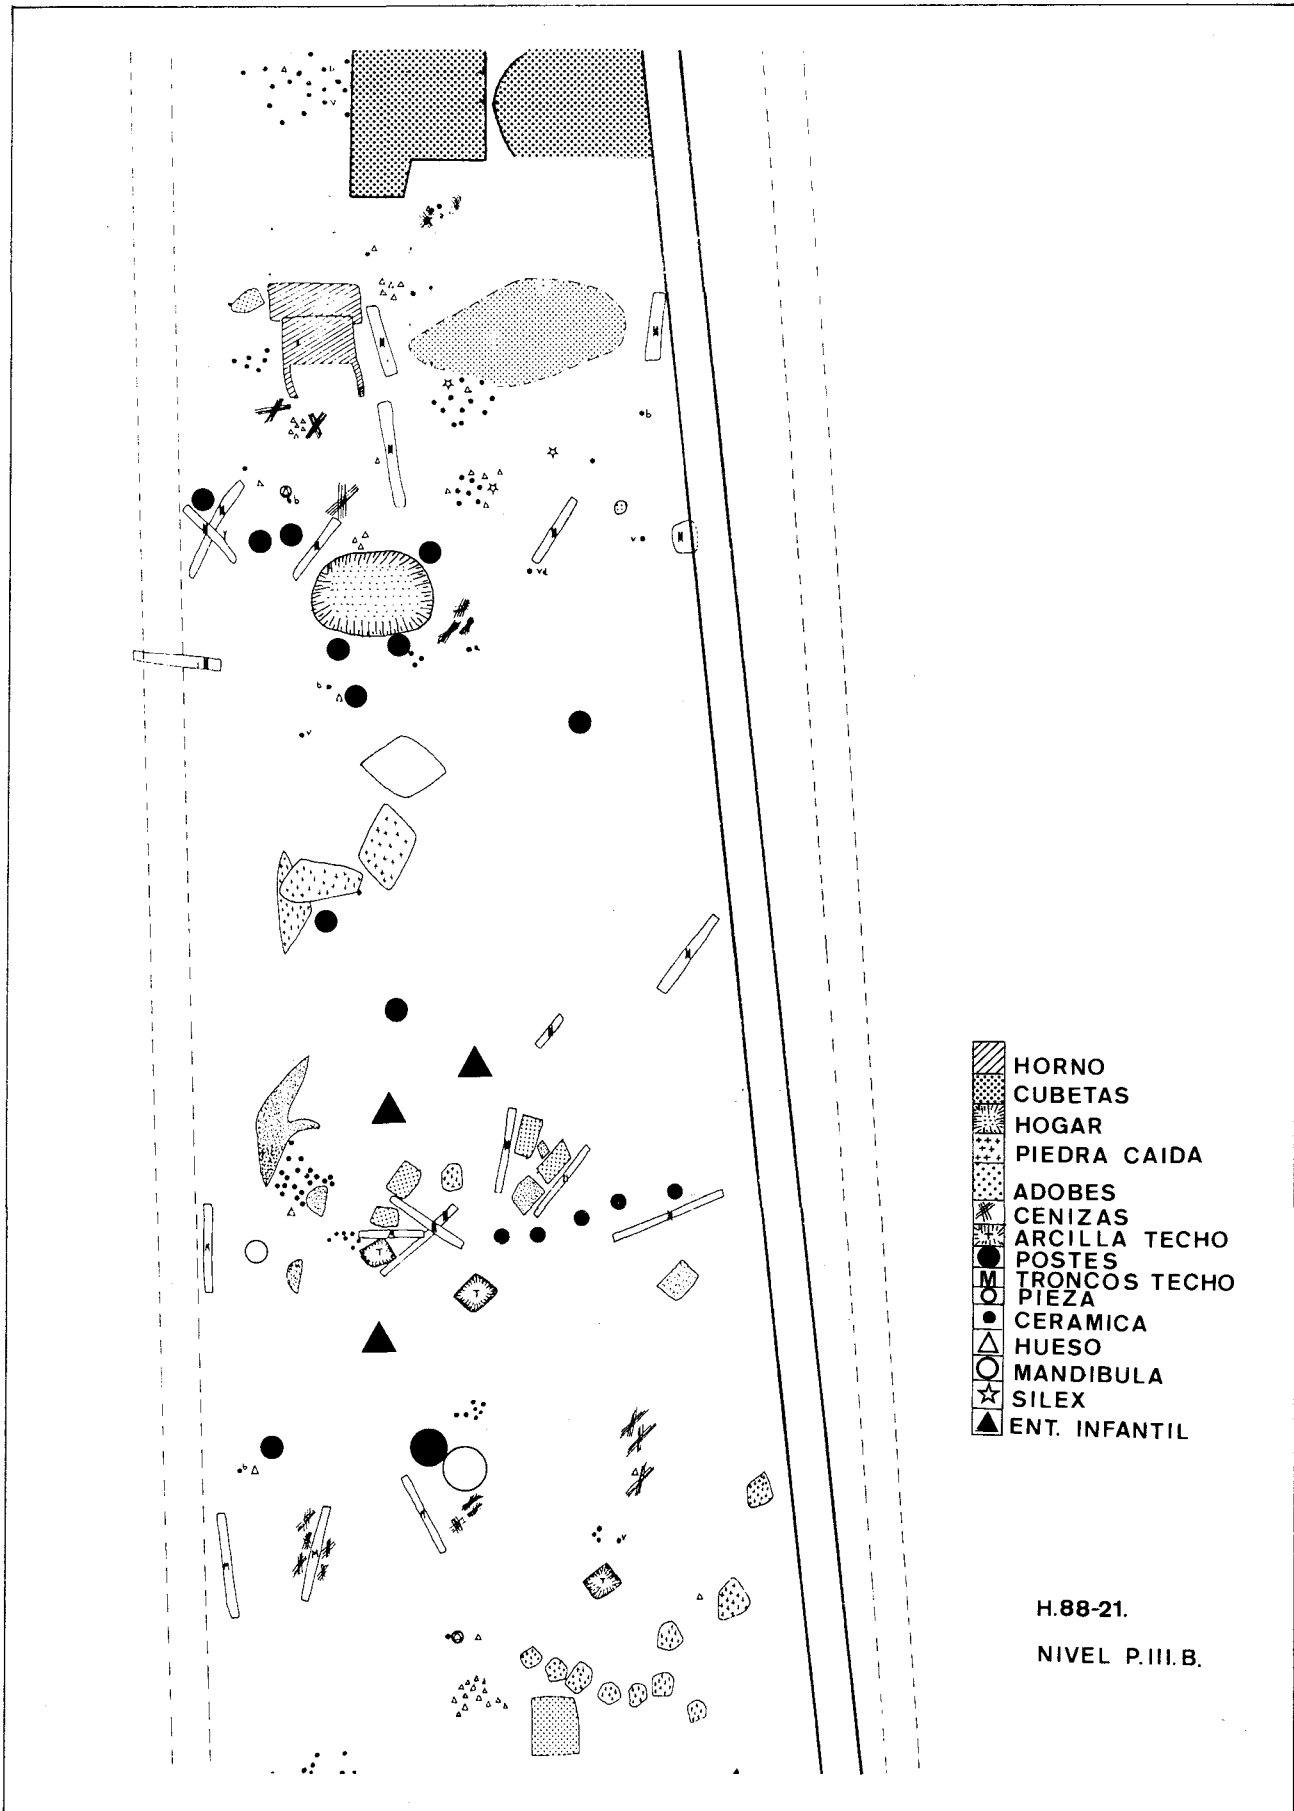 HORNO
CUBETAS
HOGAR
PIEDRA CAIDA
ADOBES
CENIZAS
T ARCILLA TECHO
POSTES
M TRONCOS TECHO
PIEZA
CERAMICA
HUESO
MANDIBULA
SILEX
ENT. INFANTIL
H.88-21.
NIVEL P.III.B.